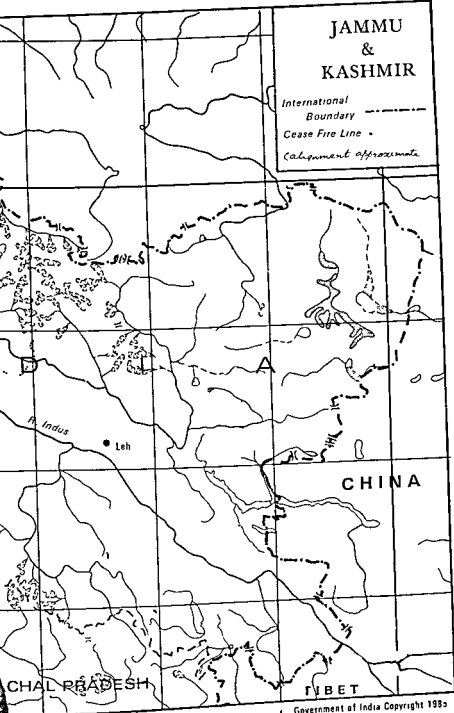 JAMMU
&
KASHMIR
International
Boundary
Cease Fire Line
(alignment approximate
D
A
R. Indus
Leh
CHINA
CHAL PRADESH
TIBET
Government of India Copyright 1985